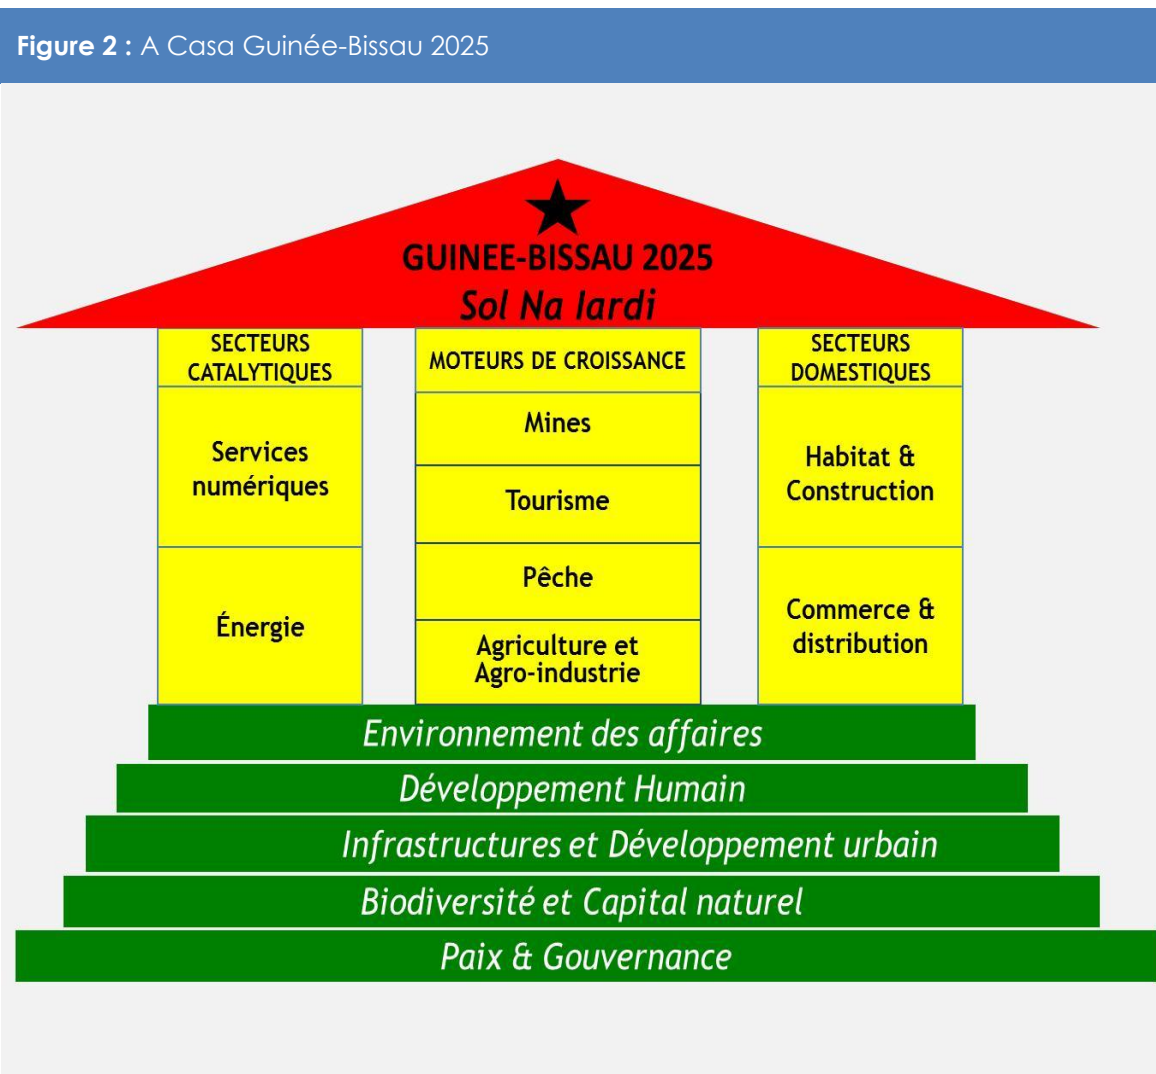 Figure 2 : A Casa Guinée-Bissau 2025
GUINEE-BISSAU 2025
Sol Na Iardi
SECTEURS
CATALYTIQUES
Services
numériques
Énergie
MOTEURS DE CROISSANCE
Mines
Tourisme
Pêche
Agriculture et
Agro-industrie
SECTEURS
DOMESTIQUES
Habitat &
Construction
Commerce &
distribution
Environnement des affaires
Développement Humain
Infrastructures et Développement urbain
Biodiversité et Capital naturel
Paix & Gouvernance